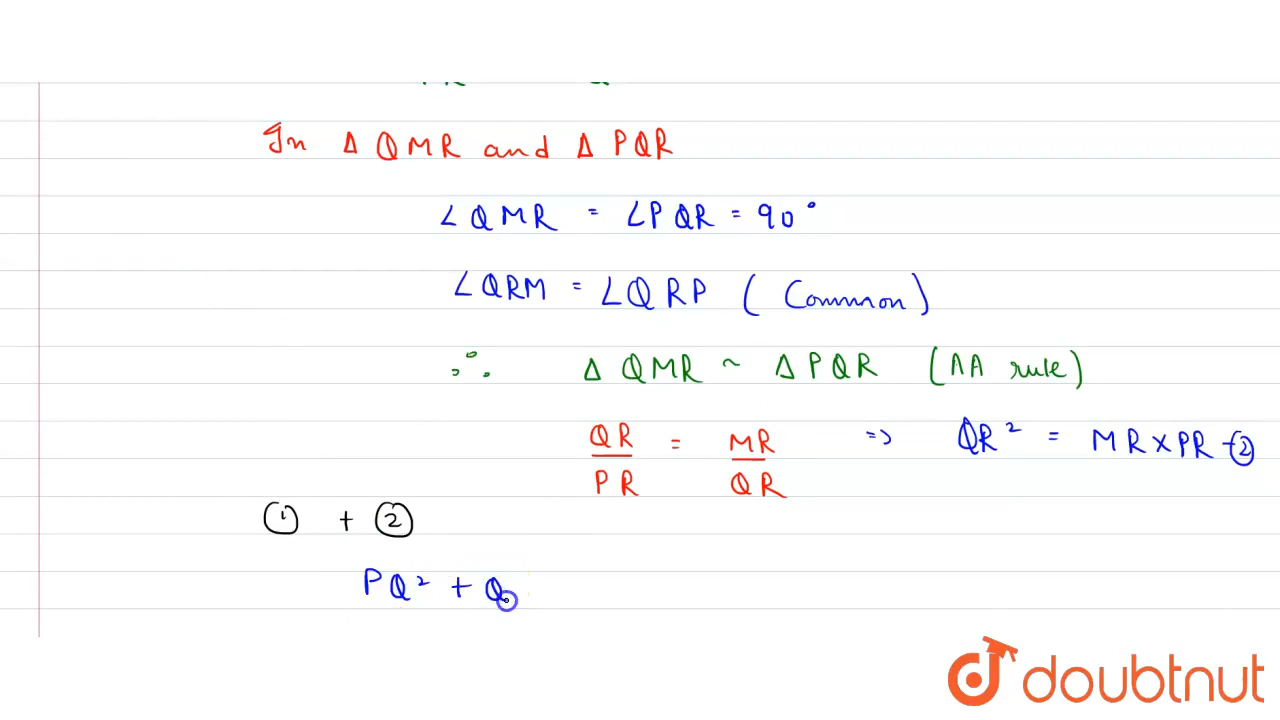 PR Q
In Δ QMR and Δ PQR
∠QMR = ∠PQR = 90°
∠QRM = ∠QRP (Common)
∴ Δ QMR ~ Δ PQR (AA rule)
QR/PR = MR/QR ⇒ QR² = MR × PR -②
① + ②
PQ² + Q
doubtnut